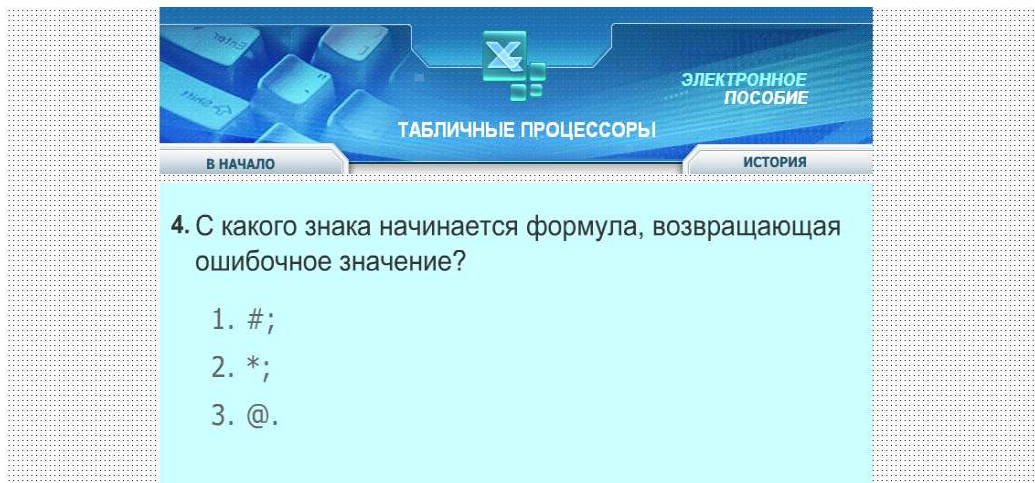 ЭЛЕКТРОННОЕ
ПОСОБИЕ
ТАБЛИЧНЫЕ ПРОЦЕССОРЫ
В НАЧАЛО
ИСТОРИЯ
4. С какого знака начинается формула, возвращающая
ошибочное значение?
1. #;
2. *;
3. @.